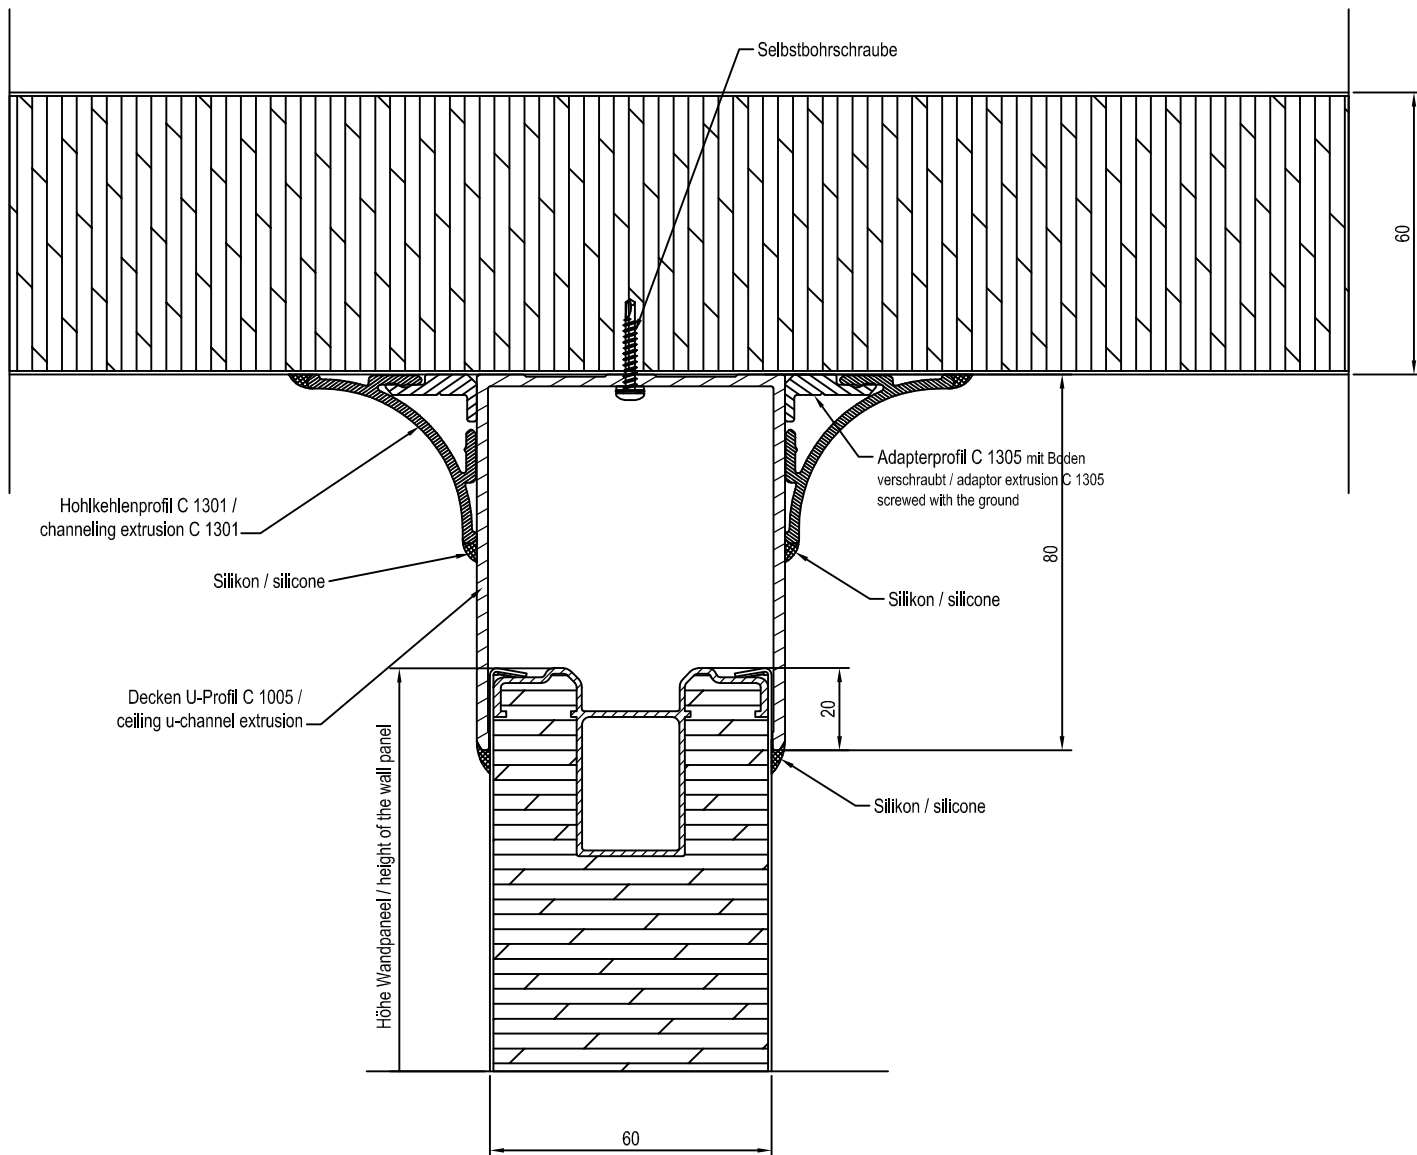 Selbstbohrschraube
60
Adapterprofil C 1305 mit Boden
verschraubt / adaptor extrusion C 1305
screwed with the ground
Hohlkehlenprofil C 1301 /
channeling extrusion C 1301
80
Silikon / silicone
Silikon / silicone
Decken U-Profil C 1005 /
ceiling u-channel extrusion
20
Höhe Wandpaneel / height of the wall panel
Silikon / silicone
60